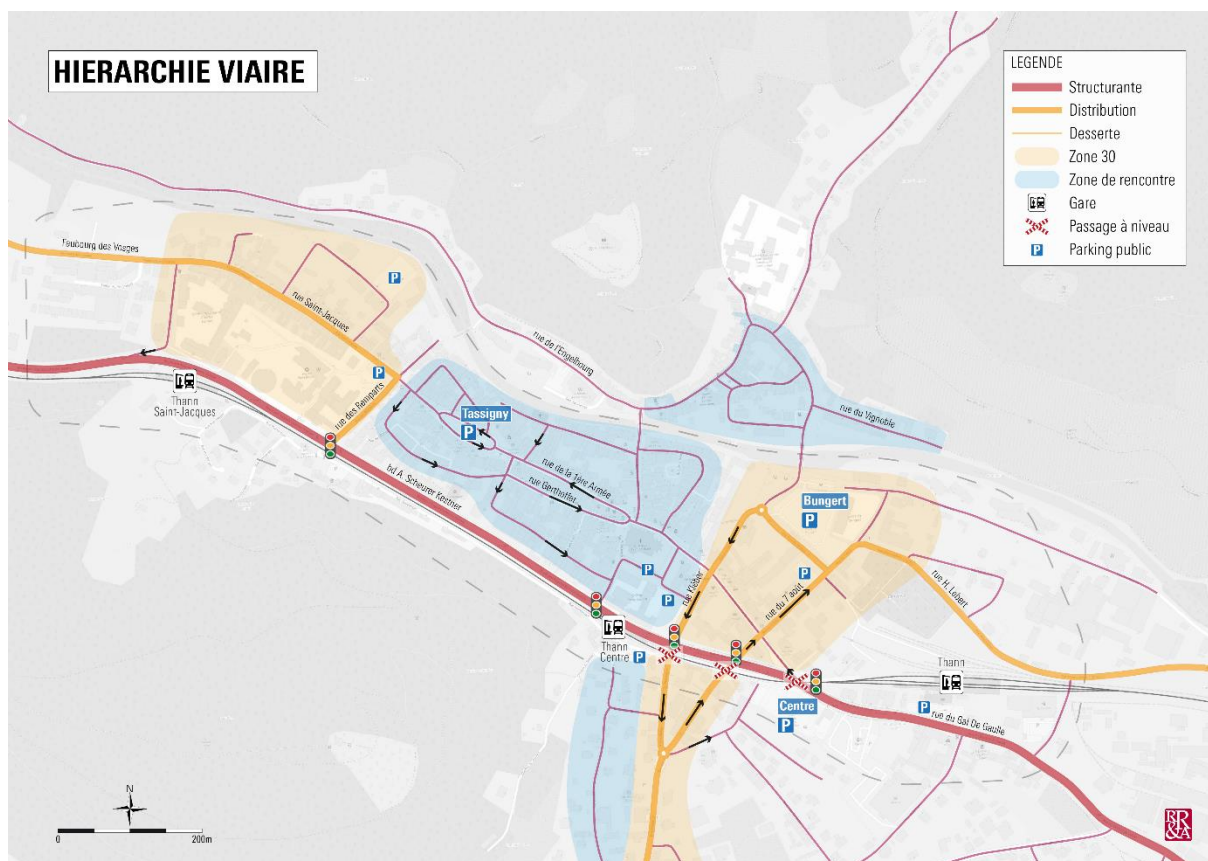 HIERARCHIE VIAIRE
LEGENDE
Structurante
Distribution
Desserte
Zone 30
Zone de rencontre
Gare
Passage à niveau
P
Parking public
Faubourg des Vosges
rue Saint-Jacques
P
P
rue des Remparts
Thann
Saint-Jacques
rue de l'Engelbourg
rue du Vignoble
Tassigny
P
rue de la 1ère Armée
rue Gerthoffer
bd A. Scheurer Kestner
Bungert
P
P
P
P
rue Kléber
rue du 7 août
rue H. Lebert
Thann
Centre
P
Thann
Centre
P
P
rue du Gal De Gaulle
N
0
200m
BR
&A